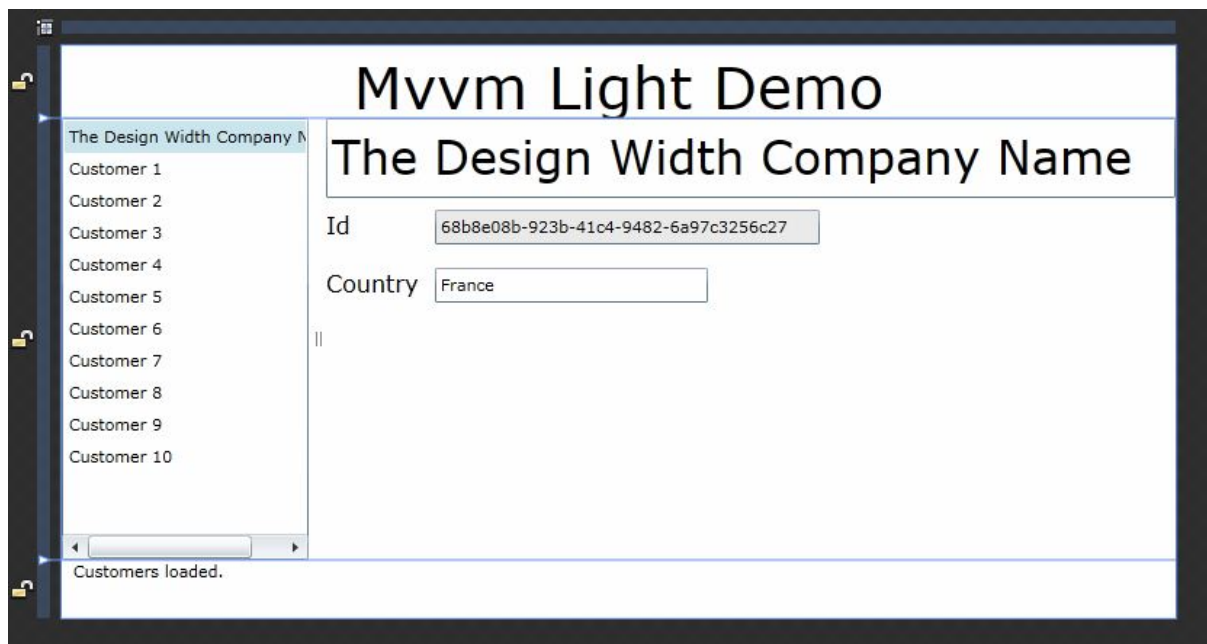 Mvvm Light Demo
The Design Width Company N
Customer 1
Customer 2
Customer 3
Customer 4
Customer 5
Customer 6
Customer 7
Customer 8
Customer 9
Customer 10
The Design Width Company Name
Id
68b8e08b-923b-41c4-9482-6a97c3256c27
Country
France
Customers loaded.